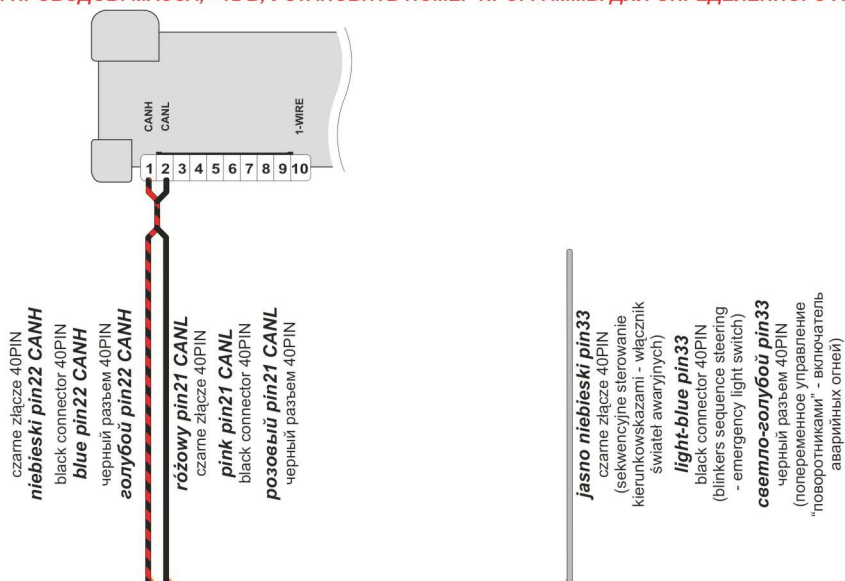 CANH
CANL
1-WIRE
1 2 3 4 5 6 7 8 9 10
czarne złącze 40PIN
niebieski pin22 CANH
black connector 40PIN
blue pin22 CANH
черный разъем 40PIN
голубой pin22 CANH
różowy pin21 CANL
czarne złącze 40PIN
pink pin21 CANL
black connector 40PIN
розовый pin21 CANL
черный разъем 40PIN
jasno niebieski pin33
czarne złącze 40PIN
(sekwencyjne sterowanie
kierunkowskazami - włącznik
świateł awaryjnych)
light-blue pin33
black connector 40PIN
(blinkers sequence steering
- emergency light switch)
светло-голубой pin33
черный разъем 40PIN
(попеременное управление
"поворотниками" - включатель
аварийных огней)